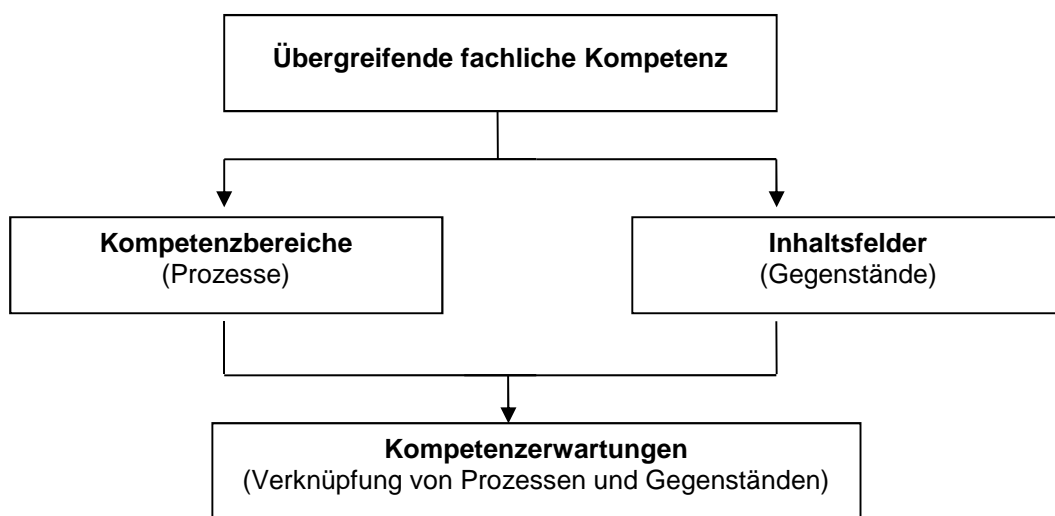 Übergreifende fachliche Kompetenz
Kompetenzbereiche
(Prozesse)
Inhaltsfelder
(Gegenstände)
Kompetenzerwartungen
(Verknüpfung von Prozessen und Gegenständen)